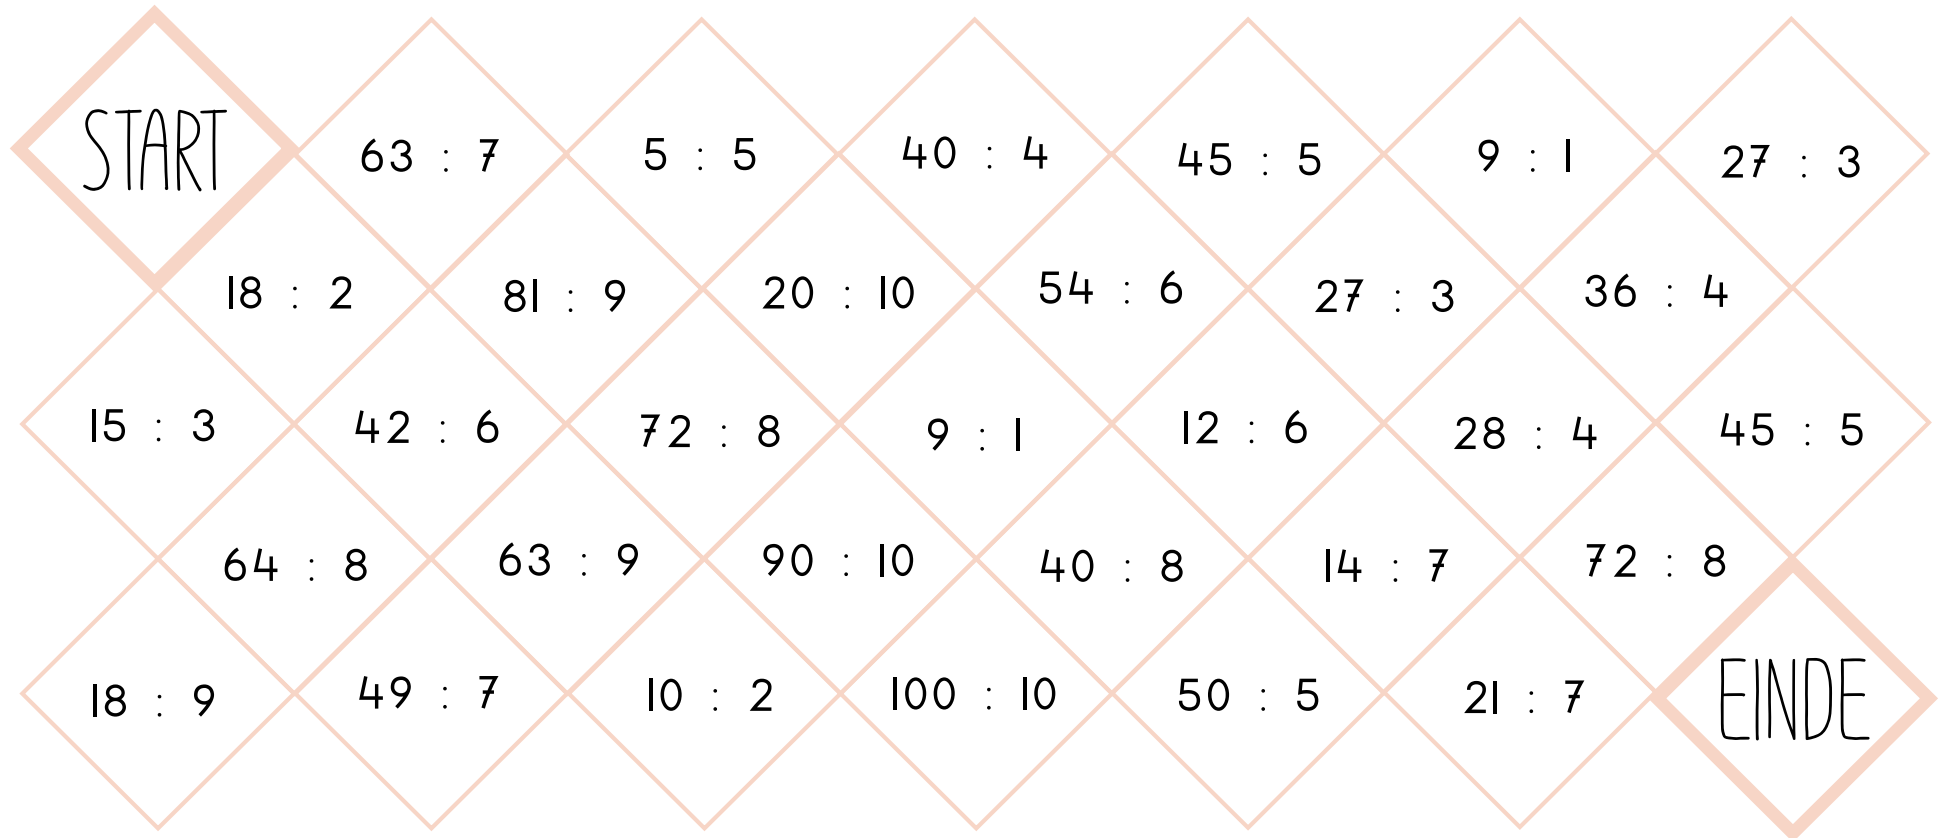 START 63 : 7 5 : 5 40 : 4 45 : 5 9 : 1 27 : 3
18 : 2 81 : 9 20 : 10 54 : 6 27 : 3 36 : 4
15 : 3 42 : 6 72 : 8 9 : 1 12 : 6 28 : 4 45 : 5
64 : 8 63 : 9 90 : 10 40 : 8 14 : 7 72 : 8
18 : 9 49 : 7 10 : 2 100 : 10 50 : 5 21 : 7 EINDE